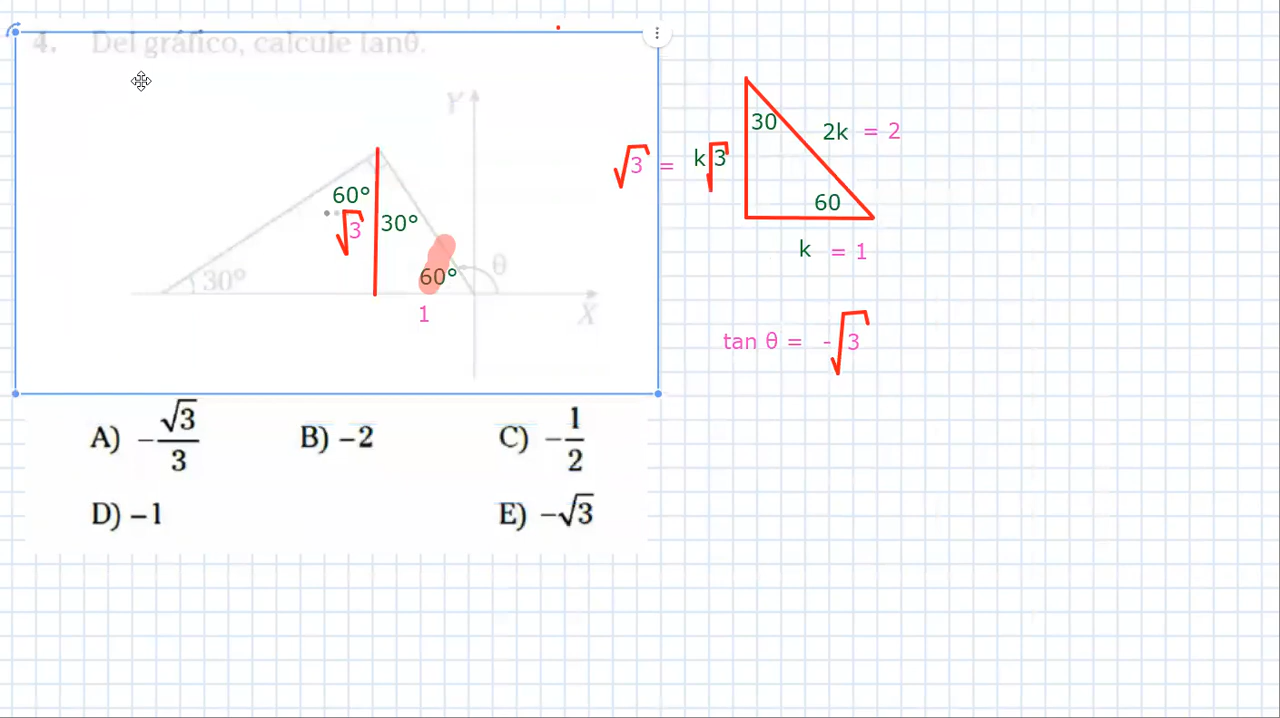 4. Del gráfico, calcule tanθ.
Y
30
2k = 2
√3 = k√3
60°
60
√3
30°
k = 1
θ
30°
60°
1
X
tan θ = -√3
A) -√3/3 B) -2 C) -1/2
D) -1 E) -√3